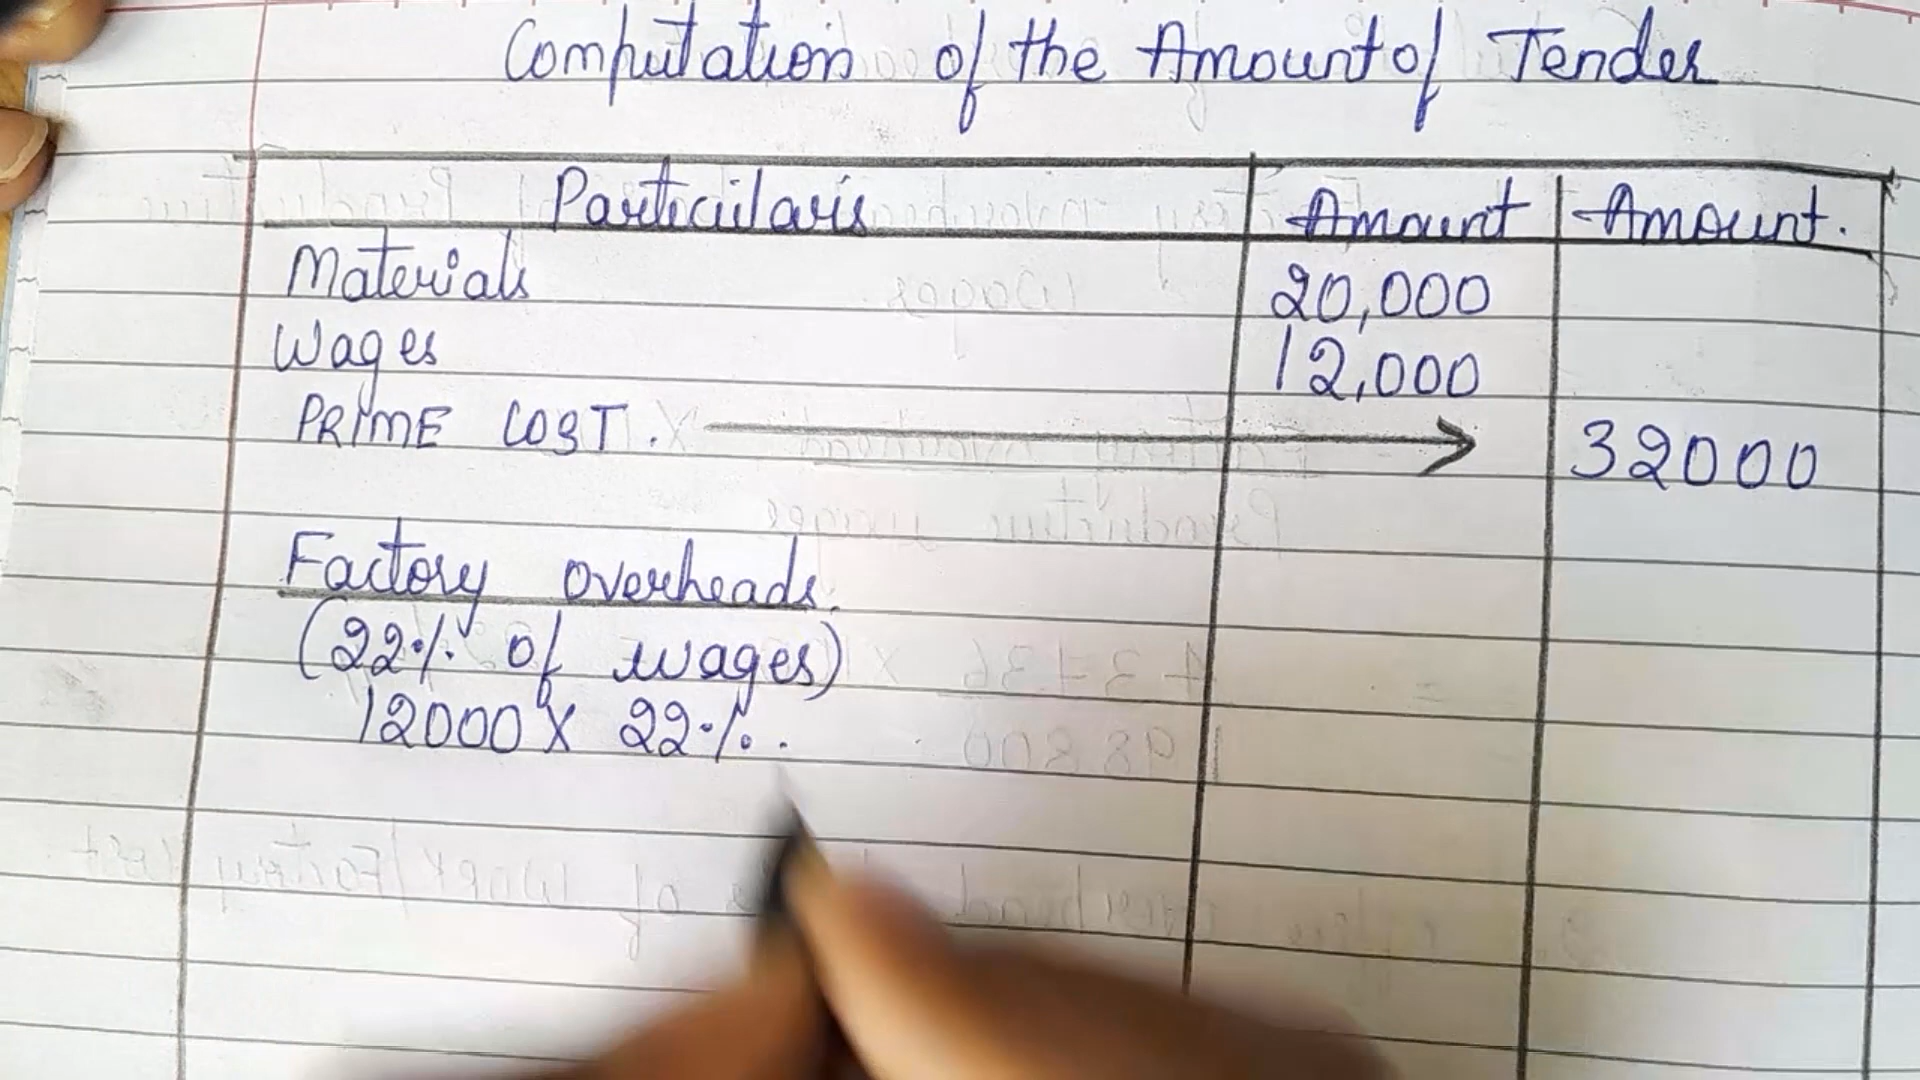 Computation of the Amount of Tender
Particulars Amount Amount.
Materials 20,000
Wages 12,000
PRIME COST. → 32000
Factory overheads.
(22% of wages)
12000 X 22%.